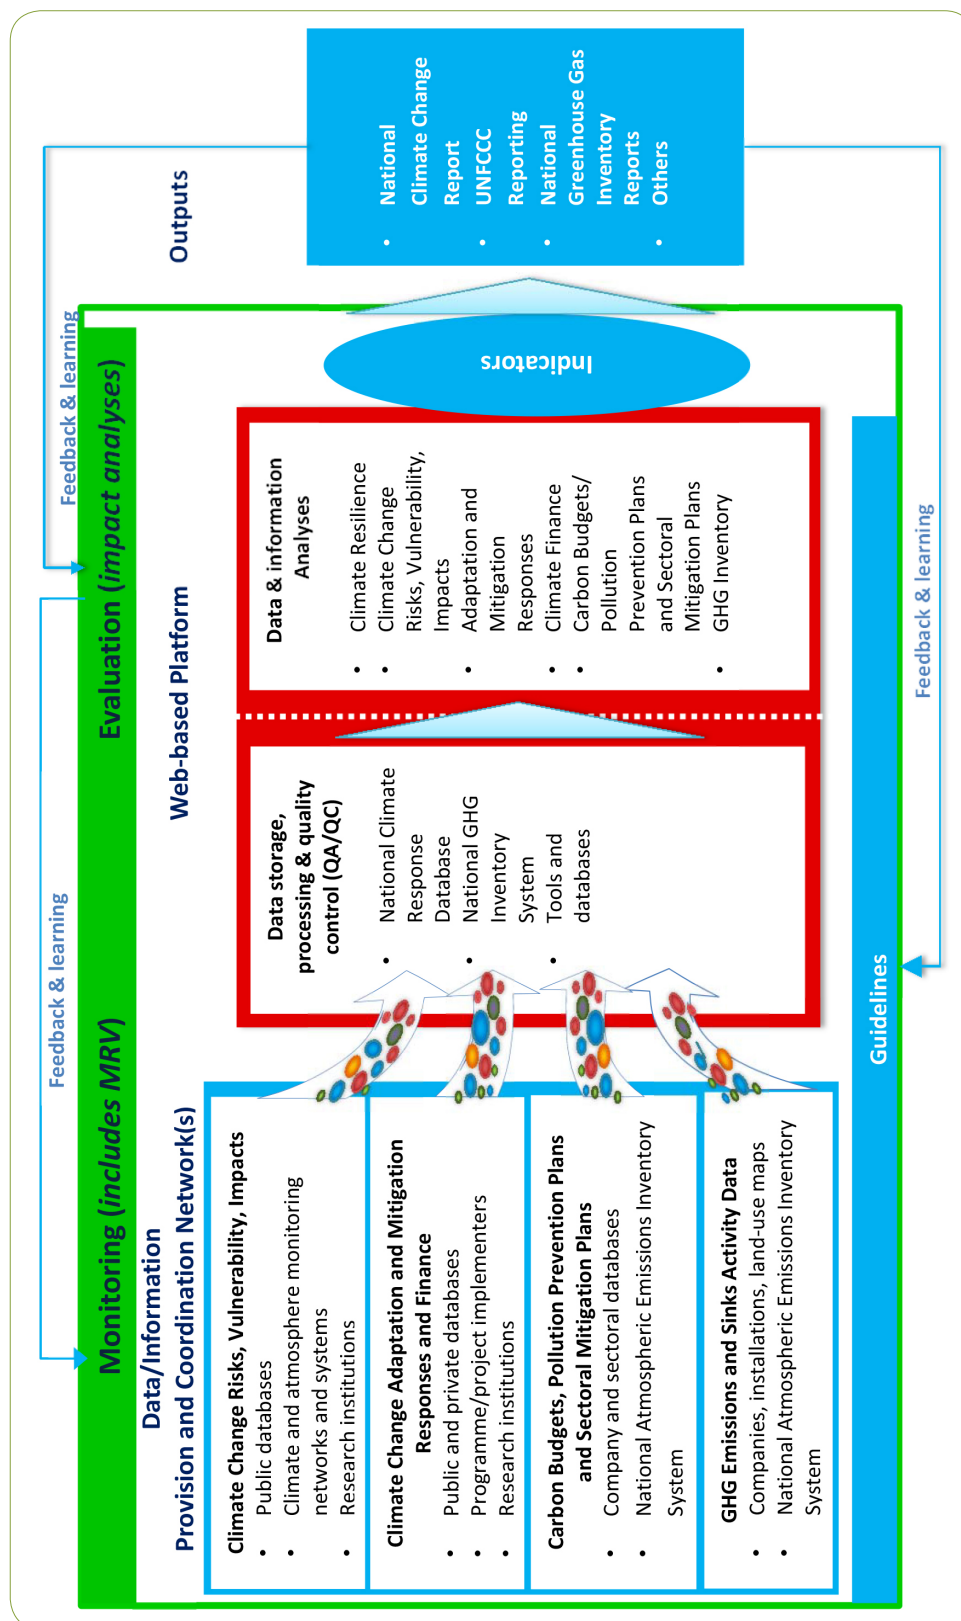 Feedback & learning
Feedback & learning
Monitoring (includes MRV)
Evaluation (impact analyses)
Data/Information
Provision and Coordination Network(s)
Web-based Platform
Outputs
Climate Change Risks, Vulnerability, Impacts
• Public databases
• Climate and atmosphere monitoring
networks and systems
• Research institutions
Climate Change Adaptation and Mitigation
Responses and Finance
• Public and private databases
• Programme/project implementers
• Research institutions
Carbon Budgets, Pollution Prevention Plans
and Sectoral Mitigation Plans
• Company and sectoral databases
• National Atmospheric Emissions Inventory
System
GHG Emissions and Sinks Activity Data
• Companies, installations, land-use maps
• National Atmospheric Emissions Inventory
System
Data storage,
processing & quality
control (QA/QC)
• National Climate
Response
Database
• National GHG
Inventory
System
• Tools and
databases
Data & information
Analyses
• Climate Resilience
• Climate Change
Risks, Vulnerability,
Impacts
• Adaptation and
Mitigation
Responses
• Climate Finance
• Carbon Budgets/
Pollution
Prevention Plans
and Sectoral
Mitigation Plans
• GHG Inventory
Indicators
• National
Climate Change
Report
• UNFCCC
Reporting
• National
Greenhouse Gas
Inventory
Reports
• Others
Guidelines
Feedback & learning